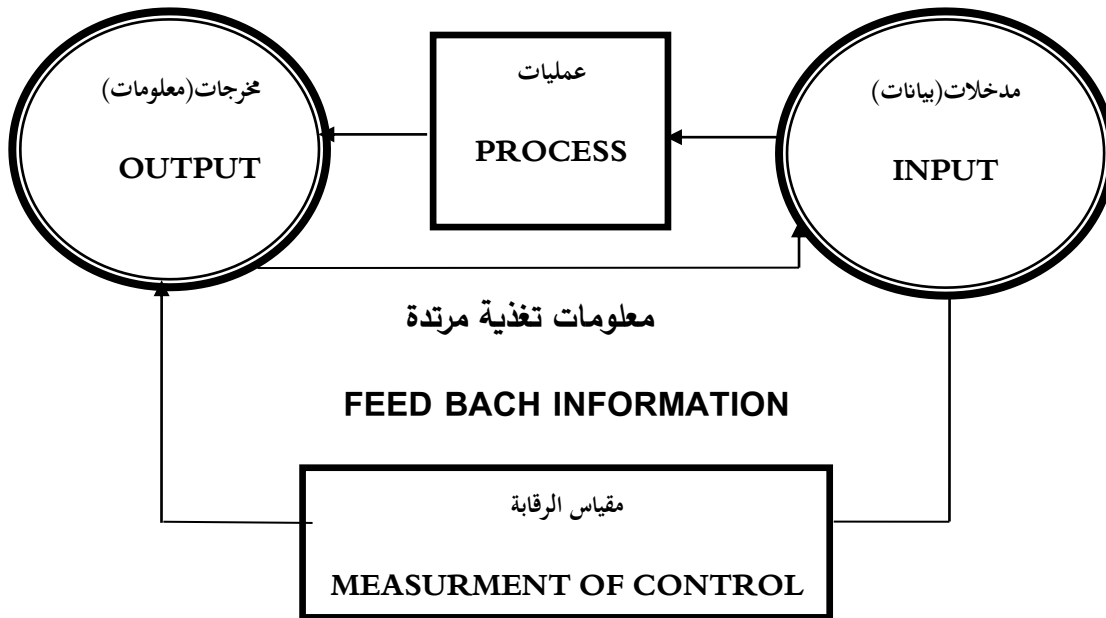 مدخلات(بيانات)
INPUT
عمليات
PROCESS
مخرجات(معلومات)
OUTPUT
معلومات تغذية مرتدة
FEED BACH INFORMATION
مقياس الرقابة
MEASURMENT OF CONTROL